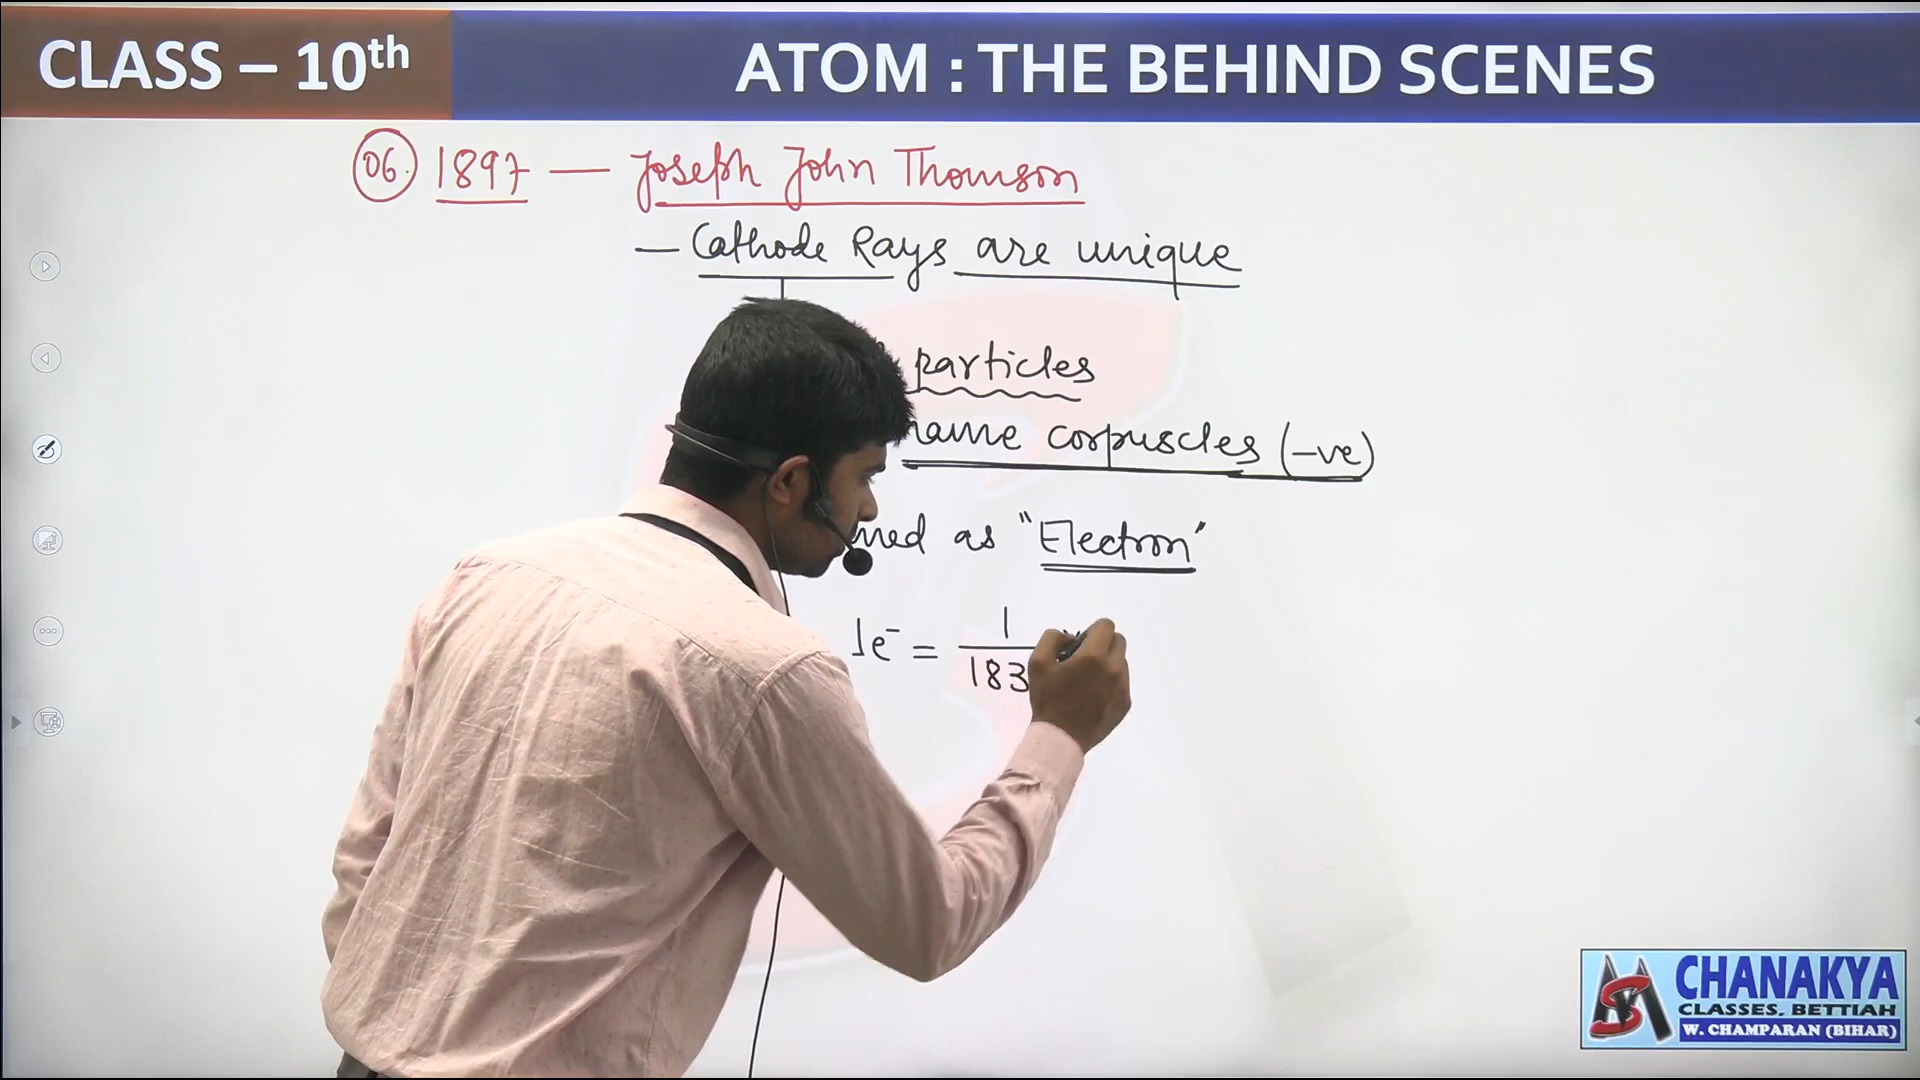 CLASS – 10th
ATOM : THE BEHIND SCENES
06. 1897 — Joseph John Thomson
— Cathode Rays are unique
particles
name corpuscles (-ve)
as "Electron"
1e⁻ = 1
183
CHANAKYA
CLASSES, BETTIAH
W. CHAMPARAN (BIHAR)